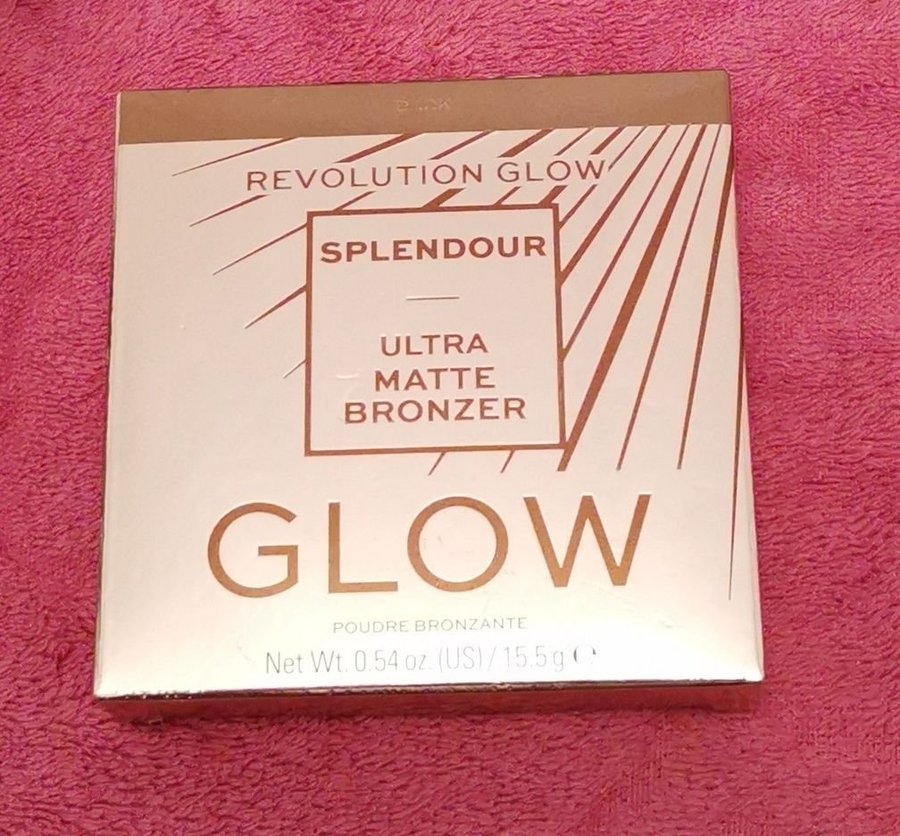 REVOLUTION GLOW
SPLENDOUR
ULTRA
MATTE
BRONZER
GLOW
POUDRE BRONZANTE
Net Wt. 0.54 oz. (US) / 15.5g ℮